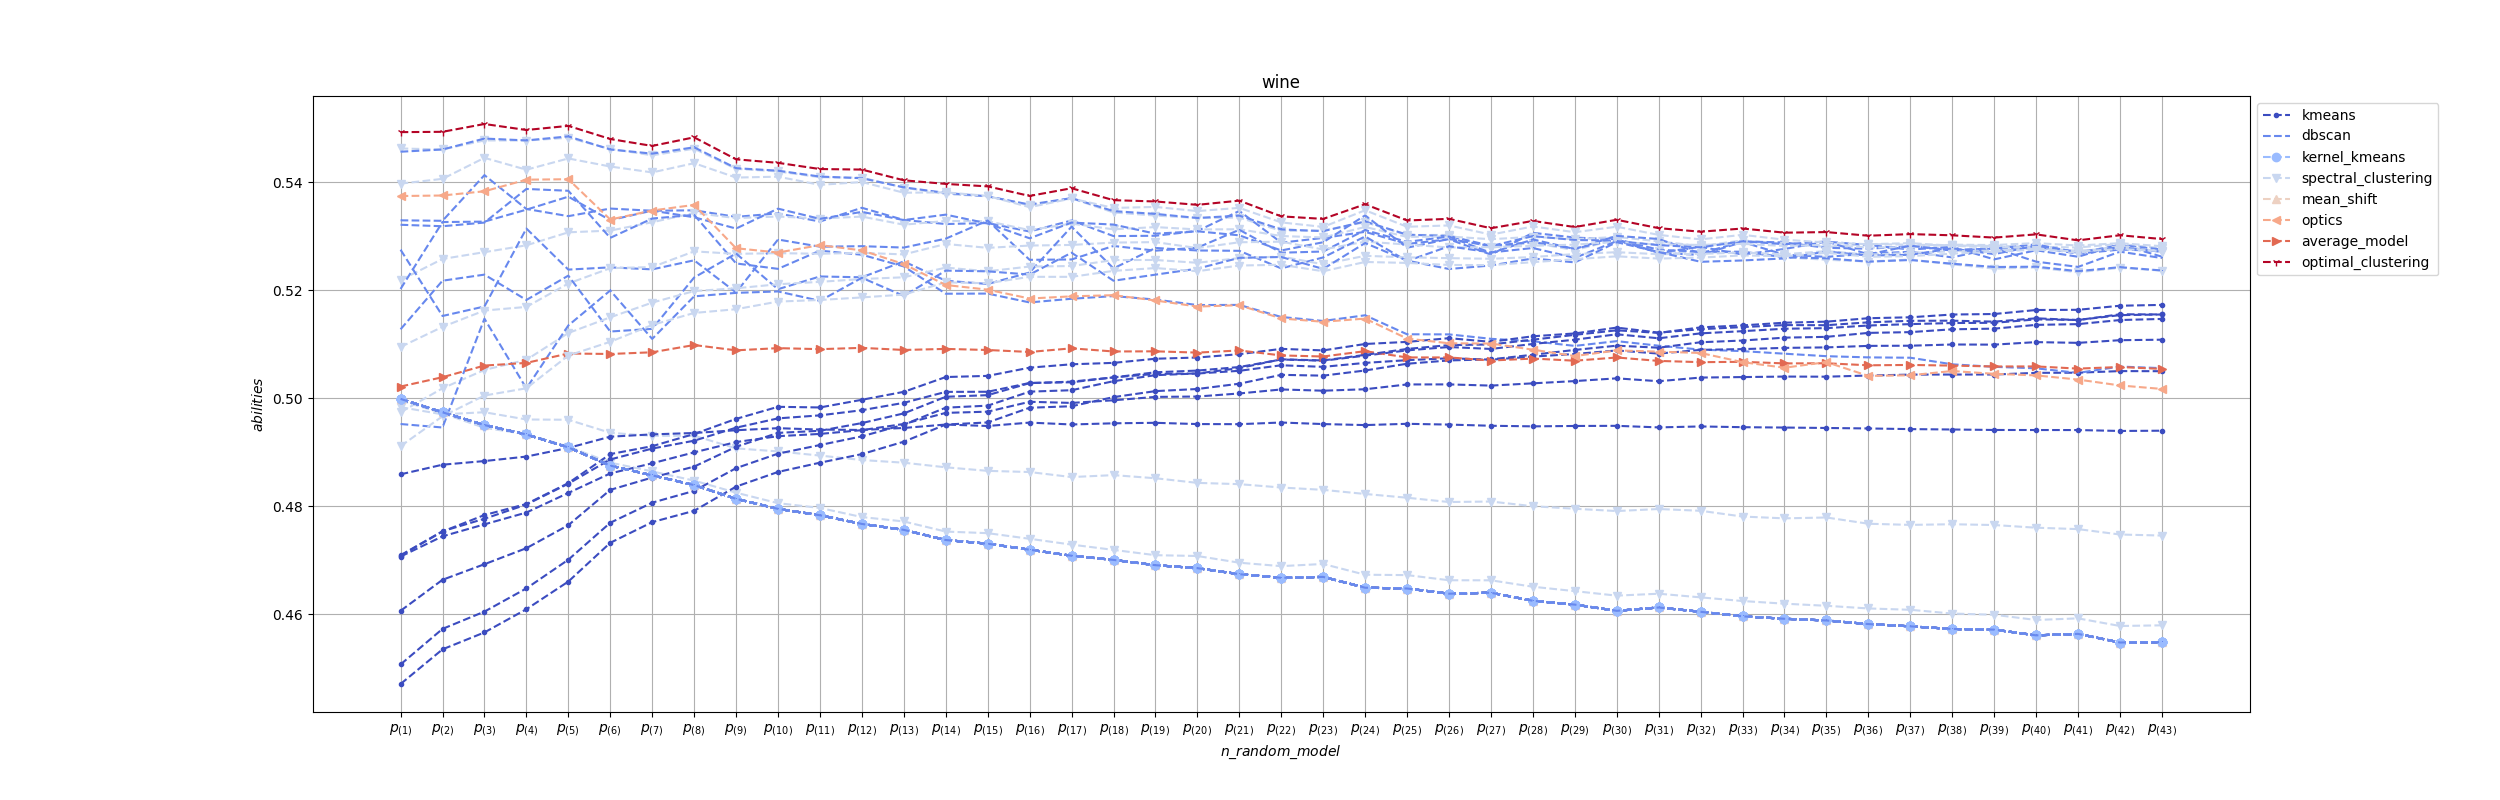 wine
abilities
0.54
0.52
0.50
0.48
0.46
p(1) p(2) p(3) p(4) p(5) p(6) p(7) p(8) p(9) p(10) p(11) p(12) p(13) p(14) p(15) p(16) p(17) p(18) p(19) p(20) p(21) p(22) p(23) p(24) p(25) p(26) p(27) p(28) p(29) p(30) p(31) p(32) p(33) p(34) p(35) p(36) p(37) p(38) p(39) p(40) p(41) p(42) p(43)
n_random_model
kmeans
dbscan
kernel_kmeans
spectral_clustering
mean_shift
optics
average_model
optimal_clustering